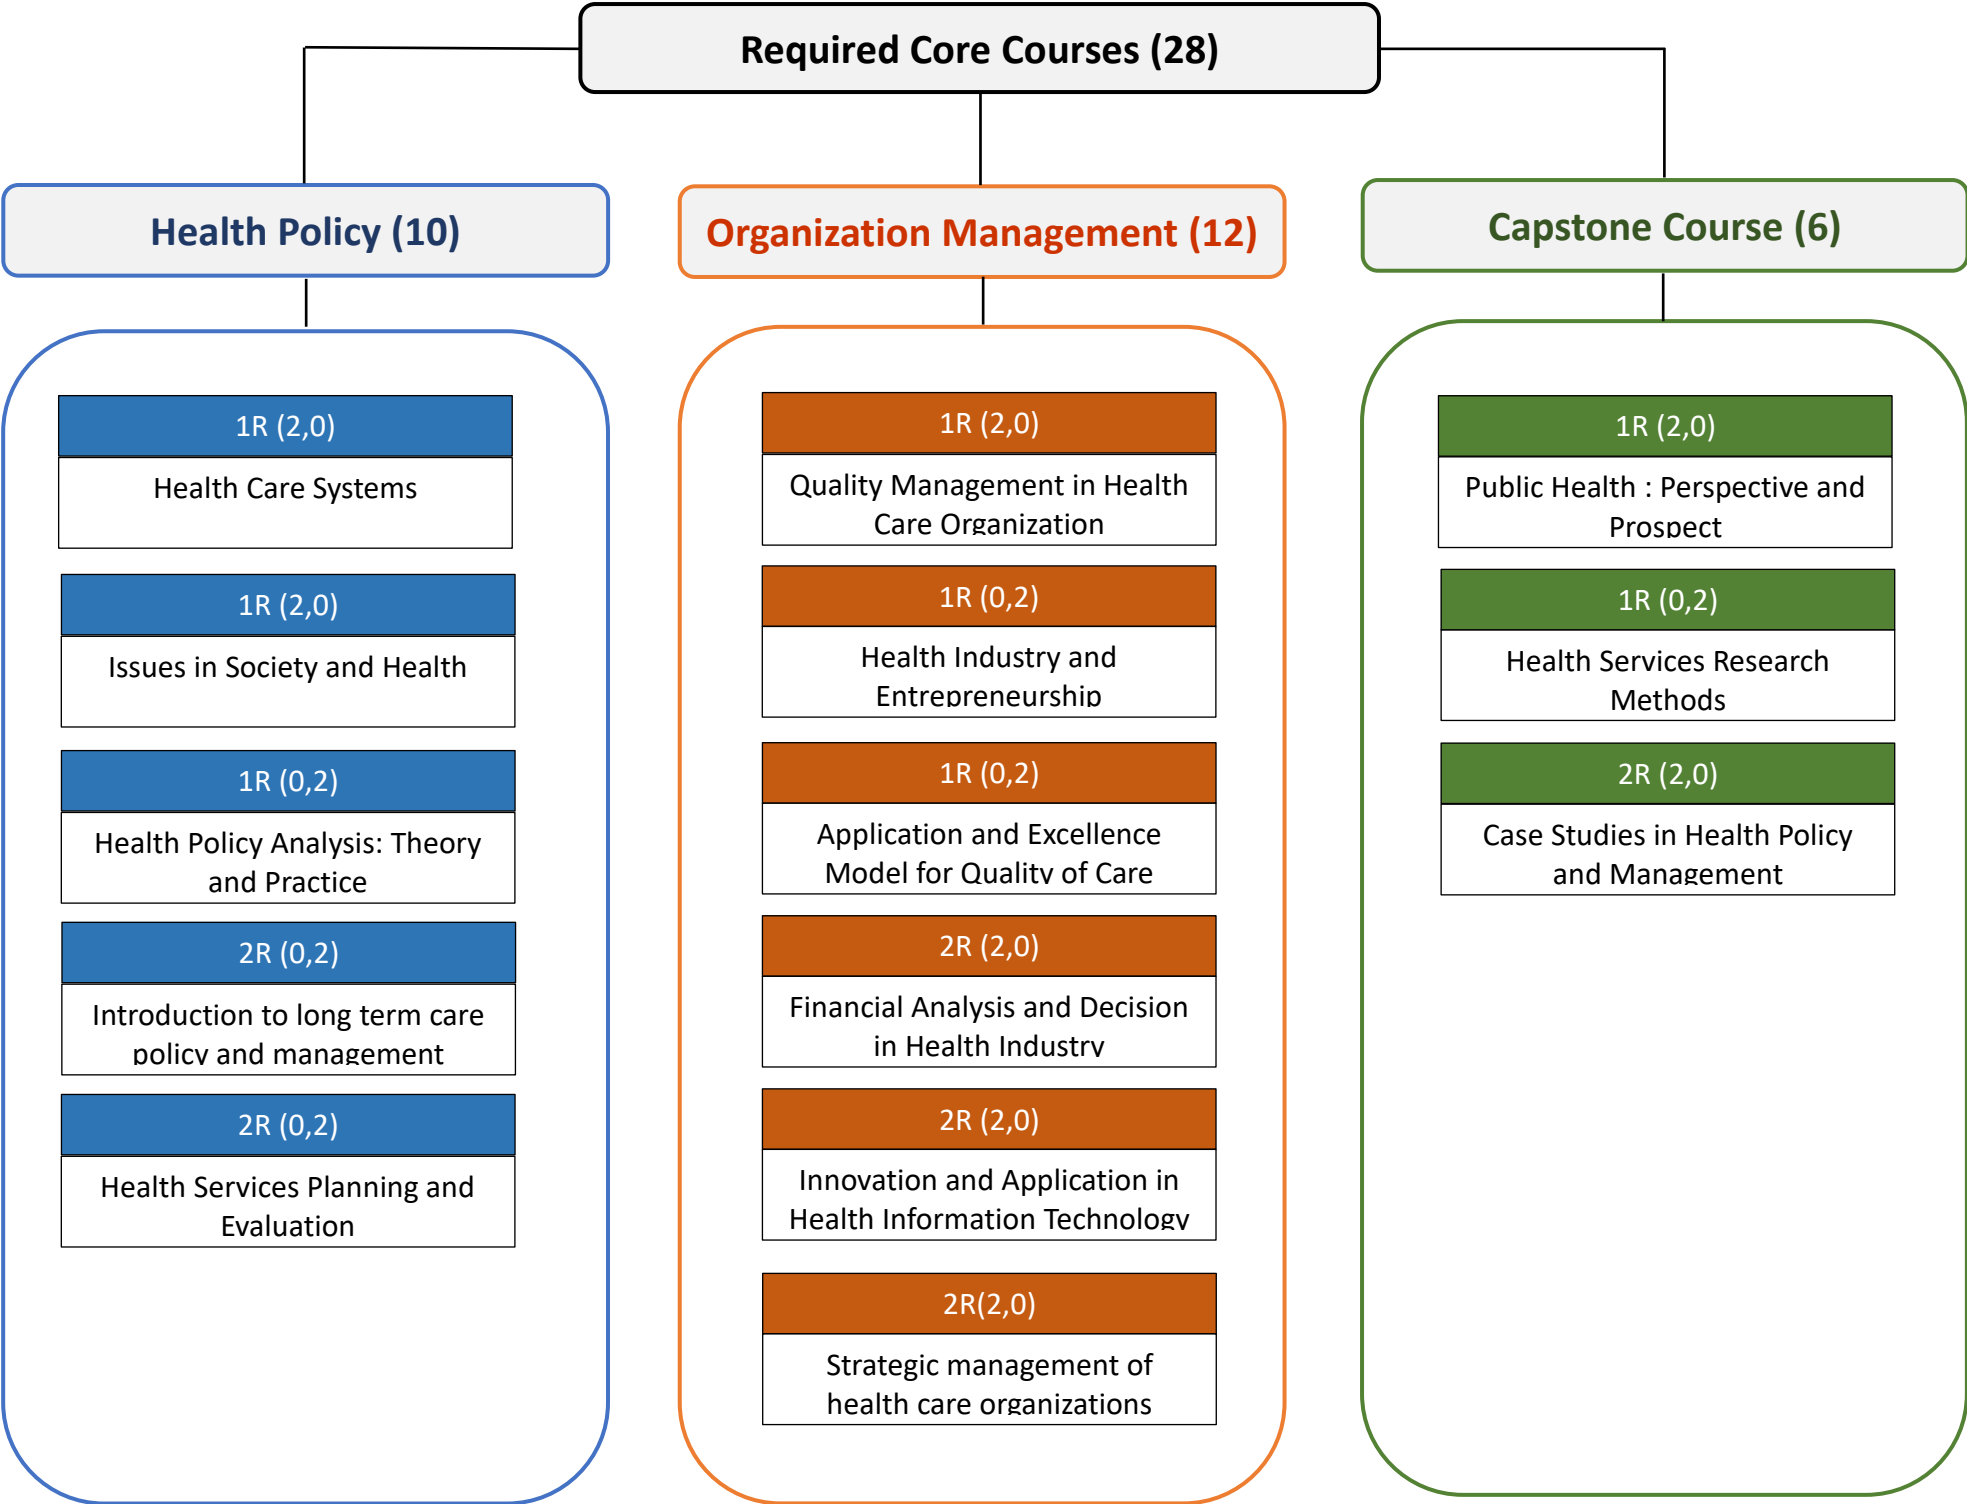 Required Core Courses (28)
Health Policy (10)
1R (2,0)
Health Care Systems
1R (2,0)
Issues in Society and Health
1R (0,2)
Health Policy Analysis: Theory
and Practice
2R (0,2)
Introduction to long term care
policy and management
2R (0,2)
Health Services Planning and
Evaluation
Organization Management (12)
1R (2,0)
Quality Management in Health
Care Organization
1R (0,2)
Health Industry and
Entrepreneurship
1R (0,2)
Application and Excellence
Model for Quality of Care
2R (2,0)
Financial Analysis and Decision
in Health Industry
2R (2,0)
Innovation and Application in
Health Information Technology
2R(2,0)
Strategic management of
health care organizations
Capstone Course (6)
1R (2,0)
Public Health : Perspective and
Prospect
1R (0,2)
Health Services Research
Methods
2R (2,0)
Case Studies in Health Policy
and Management